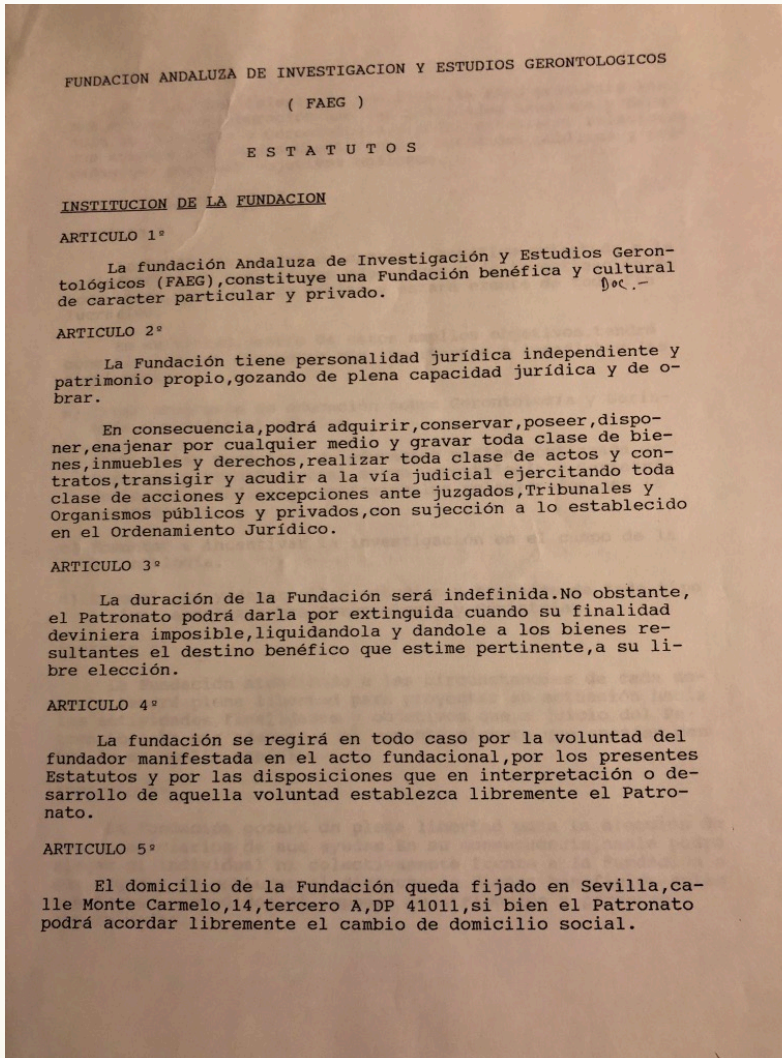 FUNDACION ANDALUZA DE INVESTIGACION Y ESTUDIOS GERONTOLOGICOS
( FAEG )
E S T A T U T O S
INSTITUCION DE LA FUNDACION
ARTICULO 1º
La fundación Andaluza de Investigación y Estudios Geron-
tológicos (FAEG),constituye una Fundación benéfica y cultural
de caracter particular y privado.
Doc.-
ARTICULO 2º
La Fundación tiene personalidad jurídica independiente y
patrimonio propio,gozando de plena capacidad jurídica y de o-
brar.
En consecuencia,podrá adquirir,conservar,poseer,dispo-
ner,enajenar por cualquier medio y gravar toda clase de bie-
nes,inmuebles y derechos,realizar toda clase de actos y con-
tratos,transigir y acudir a la vía judicial ejercitando toda
clase de acciones y excepciones ante juzgados,Tribunales y
Organismos públicos y privados,con sujección a lo establecido
en el Ordenamiento Jurídico.
ARTICULO 3º
La duración de la Fundación será indefinida.No obstante,
el Patronato podrá darla por extinguida cuando su finalidad
deviniera imposible,liquidandola y dandole a los bienes re-
sultantes el destino benéfico que estime pertinente,a su li-
bre elección.
ARTICULO 4º
La fundación se regirá en todo caso por la voluntad del
fundador manifestada en el acto fundacional,por los presentes
Estatutos y por las disposiciones que en interpretación o de-
sarrollo de aquella voluntad establezca libremente el Patro-
nato.
ARTICULO 5º
El domicilio de la Fundación queda fijado en Sevilla,ca-
lle Monte Carmelo,14,tercero A,DP 41011,si bien el Patronato
podrá acordar libremente el cambio de domicilio social.